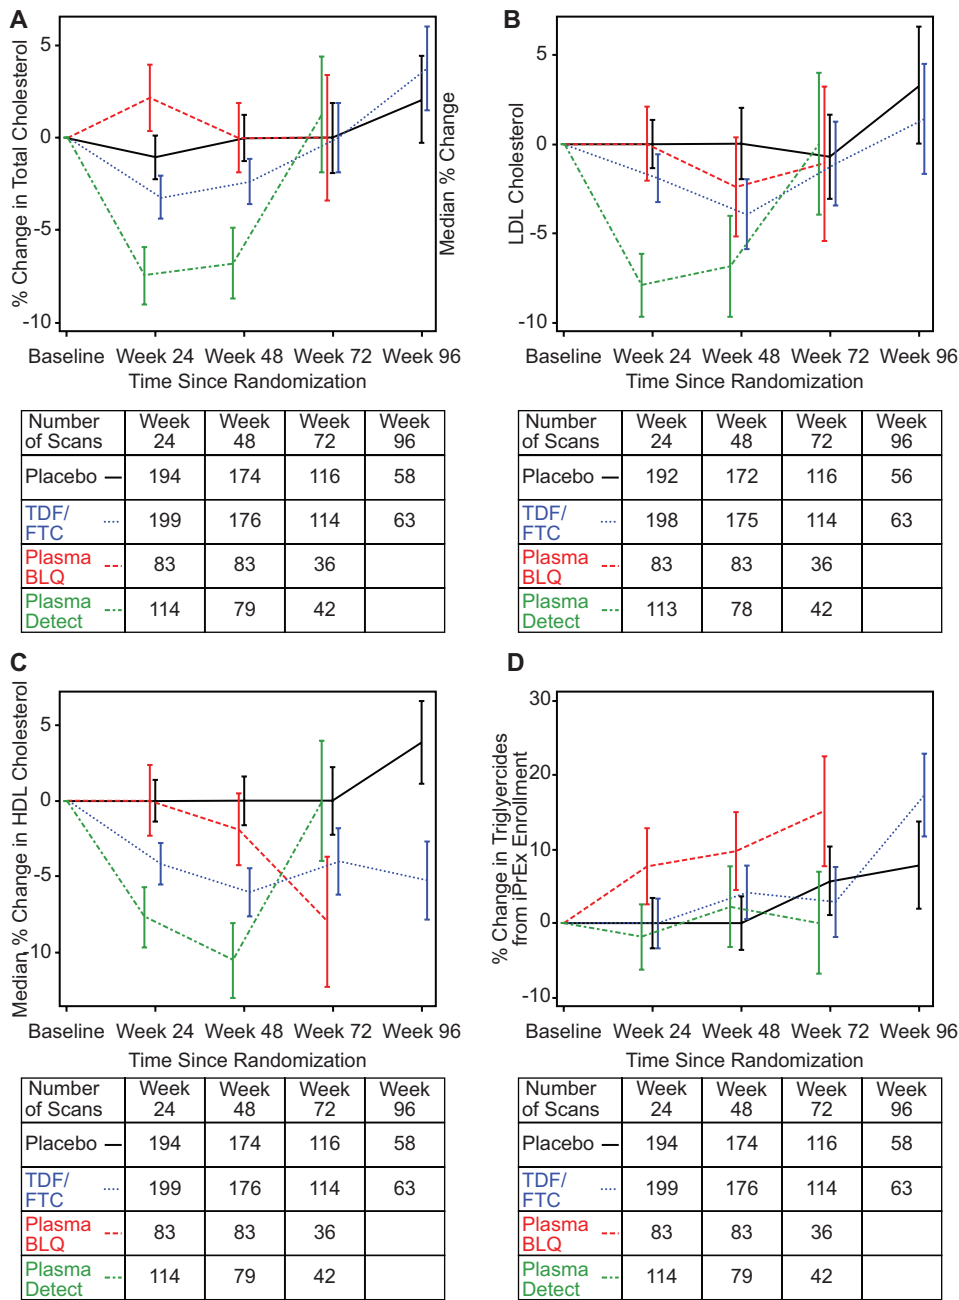 A
% Change in Total Cholesterol
5
0
-5
-10
Baseline Week 24 Week 48 Week 72 Week 96
Time Since Randomization
Number of Scans Week 24 Week 48 Week 72 Week 96
Placebo 194 174 116 58
TDF/FTC 199 176 114 63
Plasma BLQ 83 83 36
Plasma Detect 114 79 42
B
Median % Change
LDL Cholesterol
5
0
-5
-10
Baseline Week 24 Week 48 Week 72 Week 96
Time Since Randomization
Number of Scans Week 24 Week 48 Week 72 Week 96
Placebo 192 172 116 56
TDF/FTC 198 175 114 63
Plasma BLQ 83 83 36
Plasma Detect 113 78 42
C
Median, % Change in HDL Cholesterol
5
0
-5
-10
Baseline Week 24 Week 48 Week 72 Week 96
Time Since Randomization
Number of Scans Week 24 Week 48 Week 72 Week 96
Placebo 194 174 116 58
TDF/FTC 199 176 114 63
Plasma BLQ 83 83 36
Plasma Detect 114 79 42
D
% Change in Triglyercides
from iPrEx Enrollment
30
20
10
0
-10
Baseline Week 24 Week 48 Week 72 Week 96
Time Since Randomization
Number of Scans Week 24 Week 48 Week 72 Week 96
Placebo 194 174 116 58
TDF/FTC 199 176 114 63
Plasma BLQ 83 83 36
Plasma Detect 114 79 42